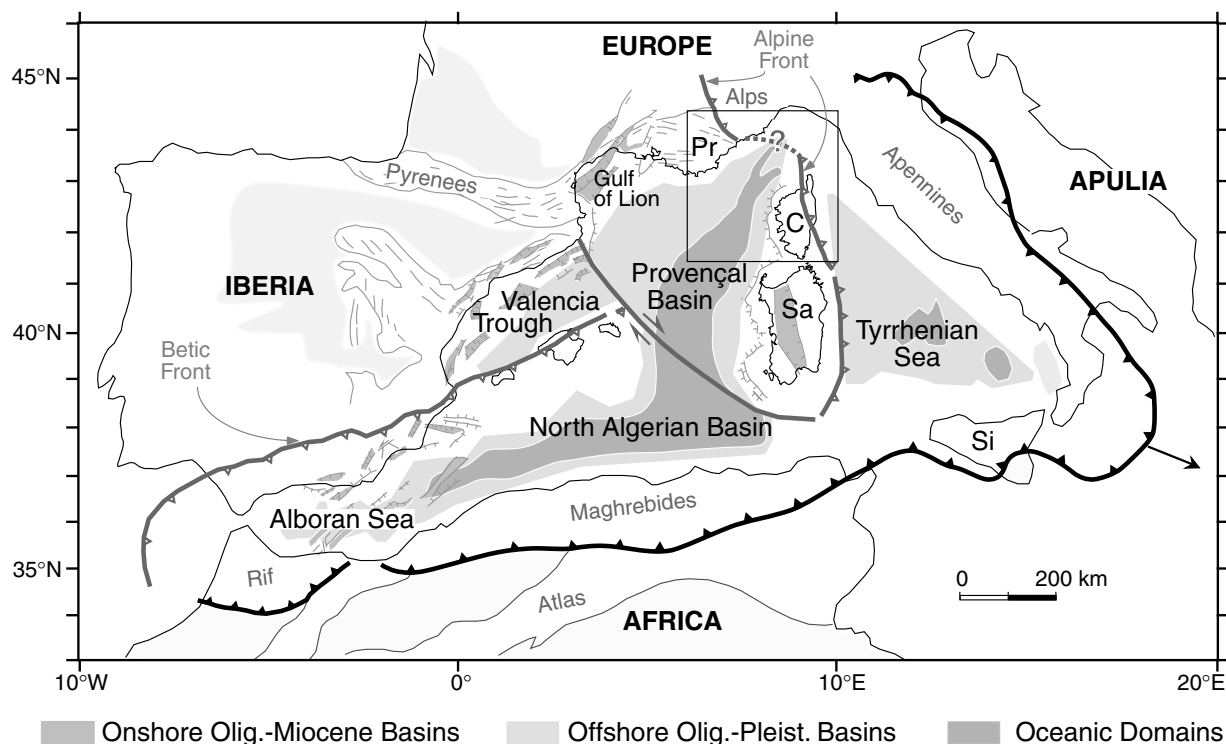 EUROPE
Alpine
Front
45°N
Alps
?
Pr
Pyrenees
Gulf
of Lion
Apennines
APULIA
C
IBERIA
Provençal
Basin
Valencia
Trough
Sa
Tyrrhenian
Sea
40°N
Betic
Front
North Algerian Basin
Si
Alboran Sea
Maghrebides
35°N
Rif
Atlas
AFRICA
0 200 km
10°W 0° 10°E 20°E
Onshore Olig.-Miocene Basins Offshore Olig.-Pleist. Basins Oceanic Domains